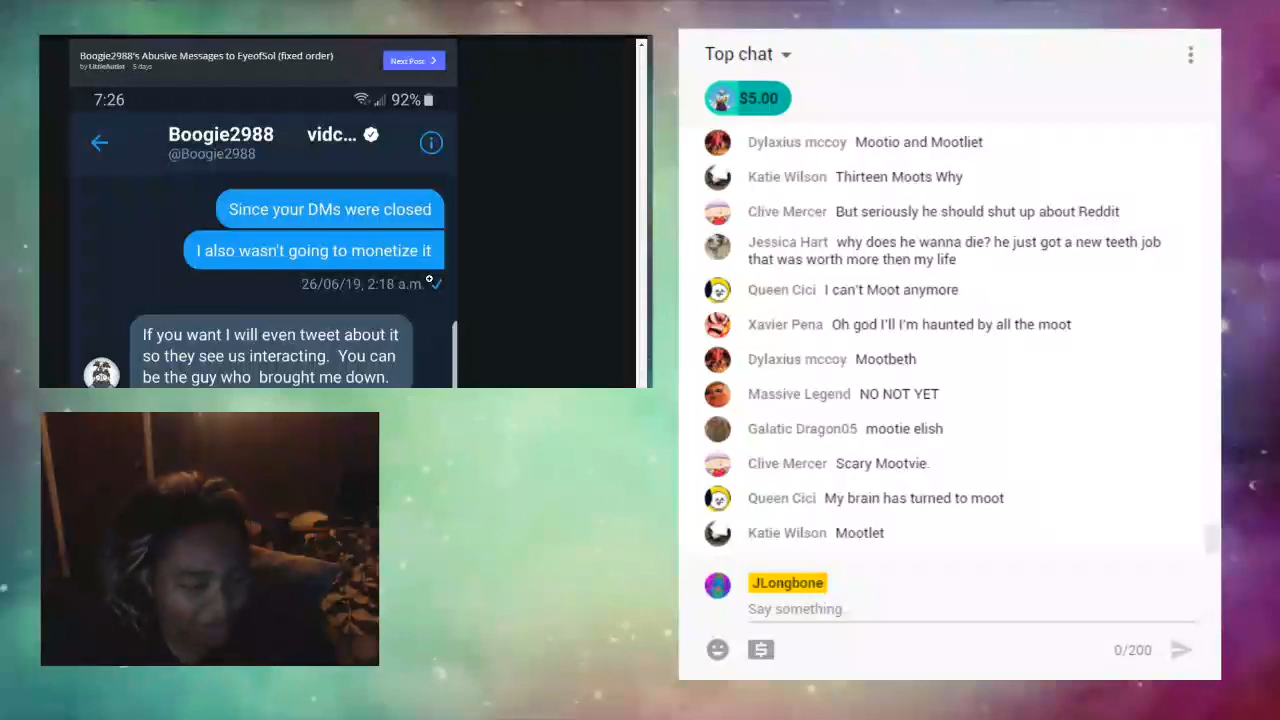 Boogie2988's Abusive Messages to EyeofSol (fixed order)
by LittleAutist 5 days
Next Post
7:26
92%
Boogie2988 vidc...
@Boogie2988
Since your DMs were closed
I also wasn't going to monetize it
26/06/19, 2:18 a.m.
If you want I will even tweet about it
so they see us interacting. You can
be the guy who brought me down.
Top chat
$5.00
Dylaxius mccoy Mootio and Mootliet
Katie Wilson Thirteen Moots Why
Clive Mercer But seriously he should shut up about Reddit
Jessica Hart why does he wanna die? he just got a new teeth job
that was worth more then my life
Queen Cici I can't Moot anymore
Xavier Pena Oh god I'll I'm haunted by all the moot
Dylaxius mccoy Mootbeth
Massive Legend NO NOT YET
Galatic Dragon05 mootie elish
Clive Mercer Scary Mootvie.
Queen Cici My brain has turned to moot
Katie Wilson Mootlet
JLongbone
Say something...
0/200